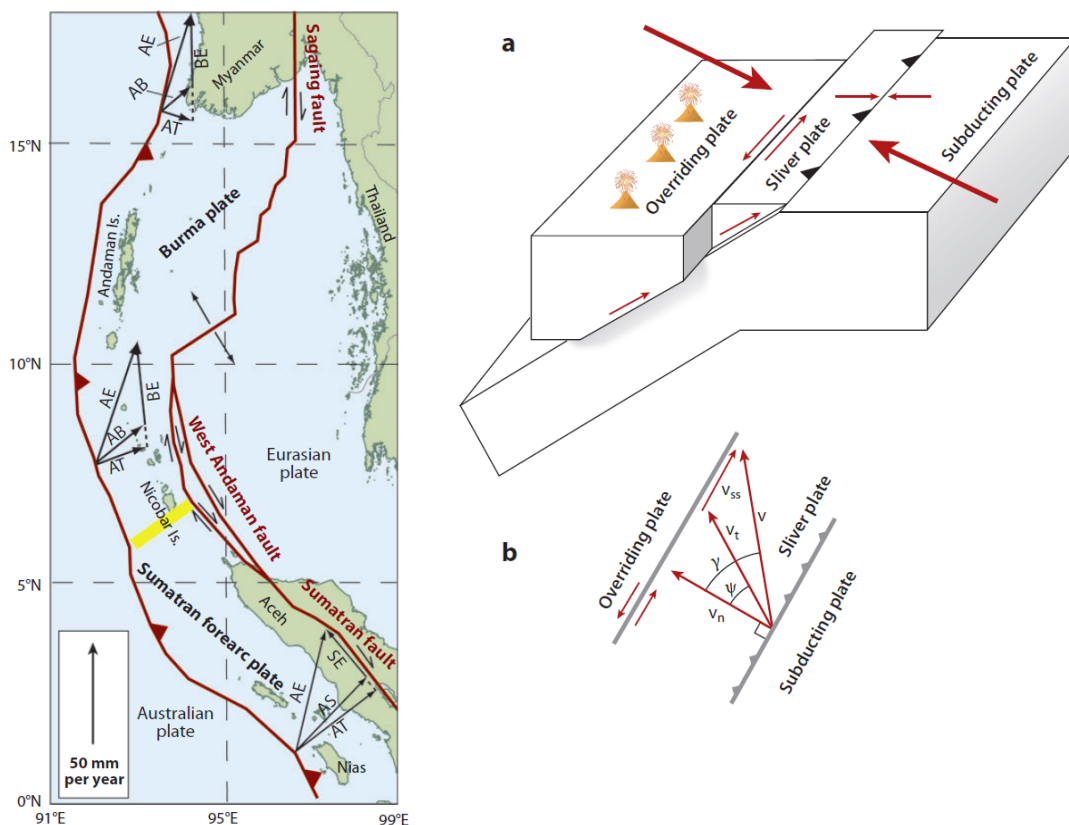 AE
BE
Myanmar
AB
AT
Sagaing fault
15°N
Andaman Is.
Burma plate
Thailand
10°N
AE
BE
AB
AT
Nicobar Is.
West Andaman fault
Eurasian
plate
5°N
Aceh
Sumatran fault
Sumatran forearc plate
SE
AE
AS
AT
Australian
plate
Nias
50 mm
per year
0°N
91°E
95°E
99°E
a
Overriding plate
Sliver plate
Subducting plate
b
Overriding plate
Vss
V
Vt
γ
ψ
Vn
Sliver plate
Subducting plate